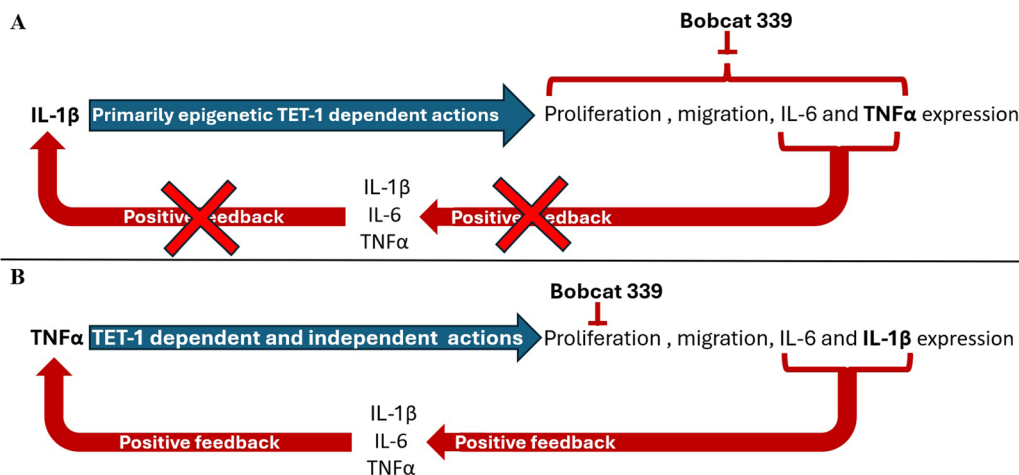 A
Bobcat 339
IL-1β Primarily epigenetic TET-1 dependent actions Proliferation , migration, IL-6 and TNFα expression
IL-1β
Positive feedback IL-6 Positive feedback
TNFα
B
Bobcat 339
TNFα TET-1 dependent and independent actions Proliferation , migration, IL-6 and IL-1β expression
IL-1β
Positive feedback IL-6 Positive feedback
TNFα